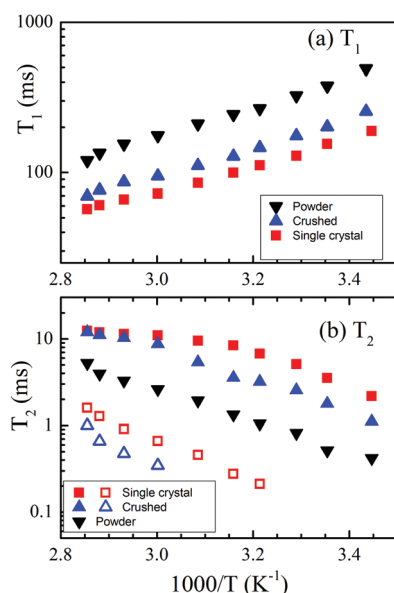 1000
(a) T₁
T₁ (ms)
100
Powder
Crushed
Single crystal
2.8 3.0 3.2 3.4
(b) T₂
10
T₂ (ms)
1
0.1
Single crystal
Crushed
Powder
2.8 3.0 3.2 3.4
1000/T (K⁻¹)